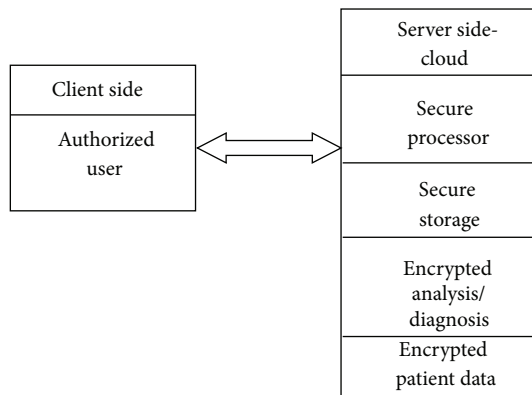 Client side
Authorized
user
Server side-
cloud
Secure
processor
Secure
storage
Encrypted
analysis/
diagnosis
Encrypted
patient data